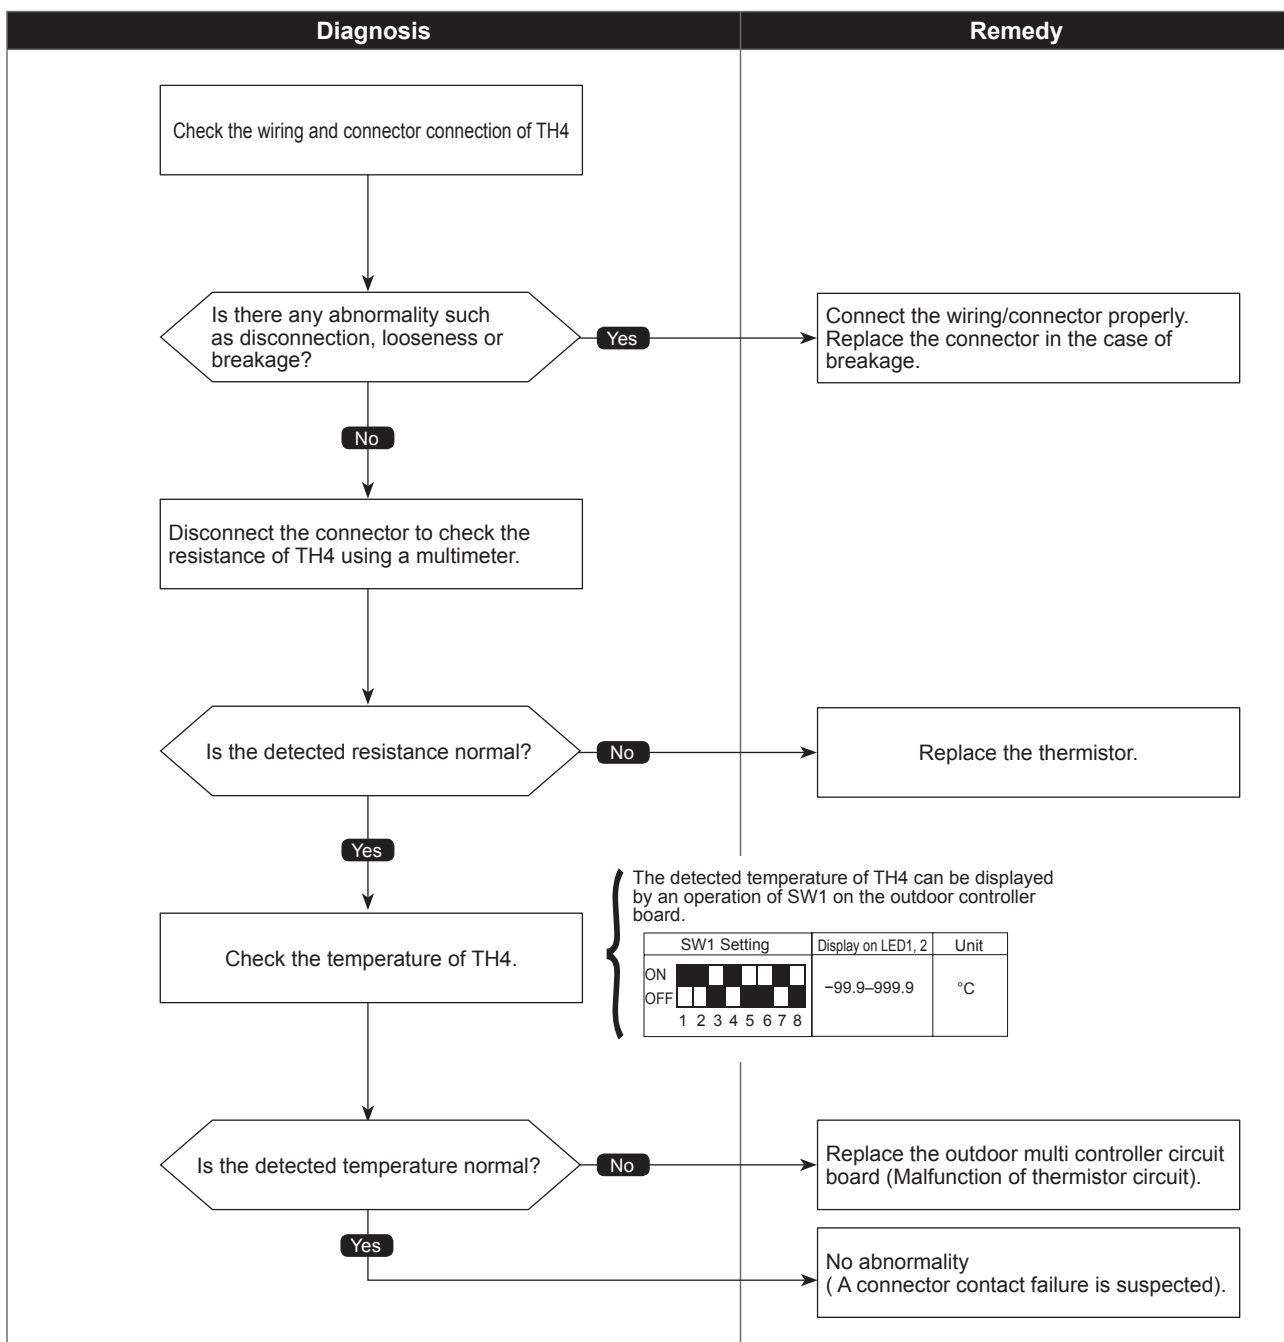 Diagnosis
Remedy
Check the wiring and connector connection of TH4
Is there any abnormality such
as disconnection, looseness or
breakage?
Yes
Connect the wiring/connector properly.
Replace the connector in the case of
breakage.
No
Disconnect the connector to check the
resistance of TH4 using a multimeter.
Is the detected resistance normal?
No
Replace the thermistor.
Yes
The detected temperature of TH4 can be displayed
by an operation of SW1 on the outdoor controller
board.
Check the temperature of TH4.
SW1 Setting
Display on LED1, 2
Unit
ON
OFF
1 2 3 4 5 6 7 8
−99.9–999.9
°C
Is the detected temperature normal?
No
Replace the outdoor multi controller circuit
board (Malfunction of thermistor circuit).
Yes
No abnormality
( A connector contact failure is suspected).